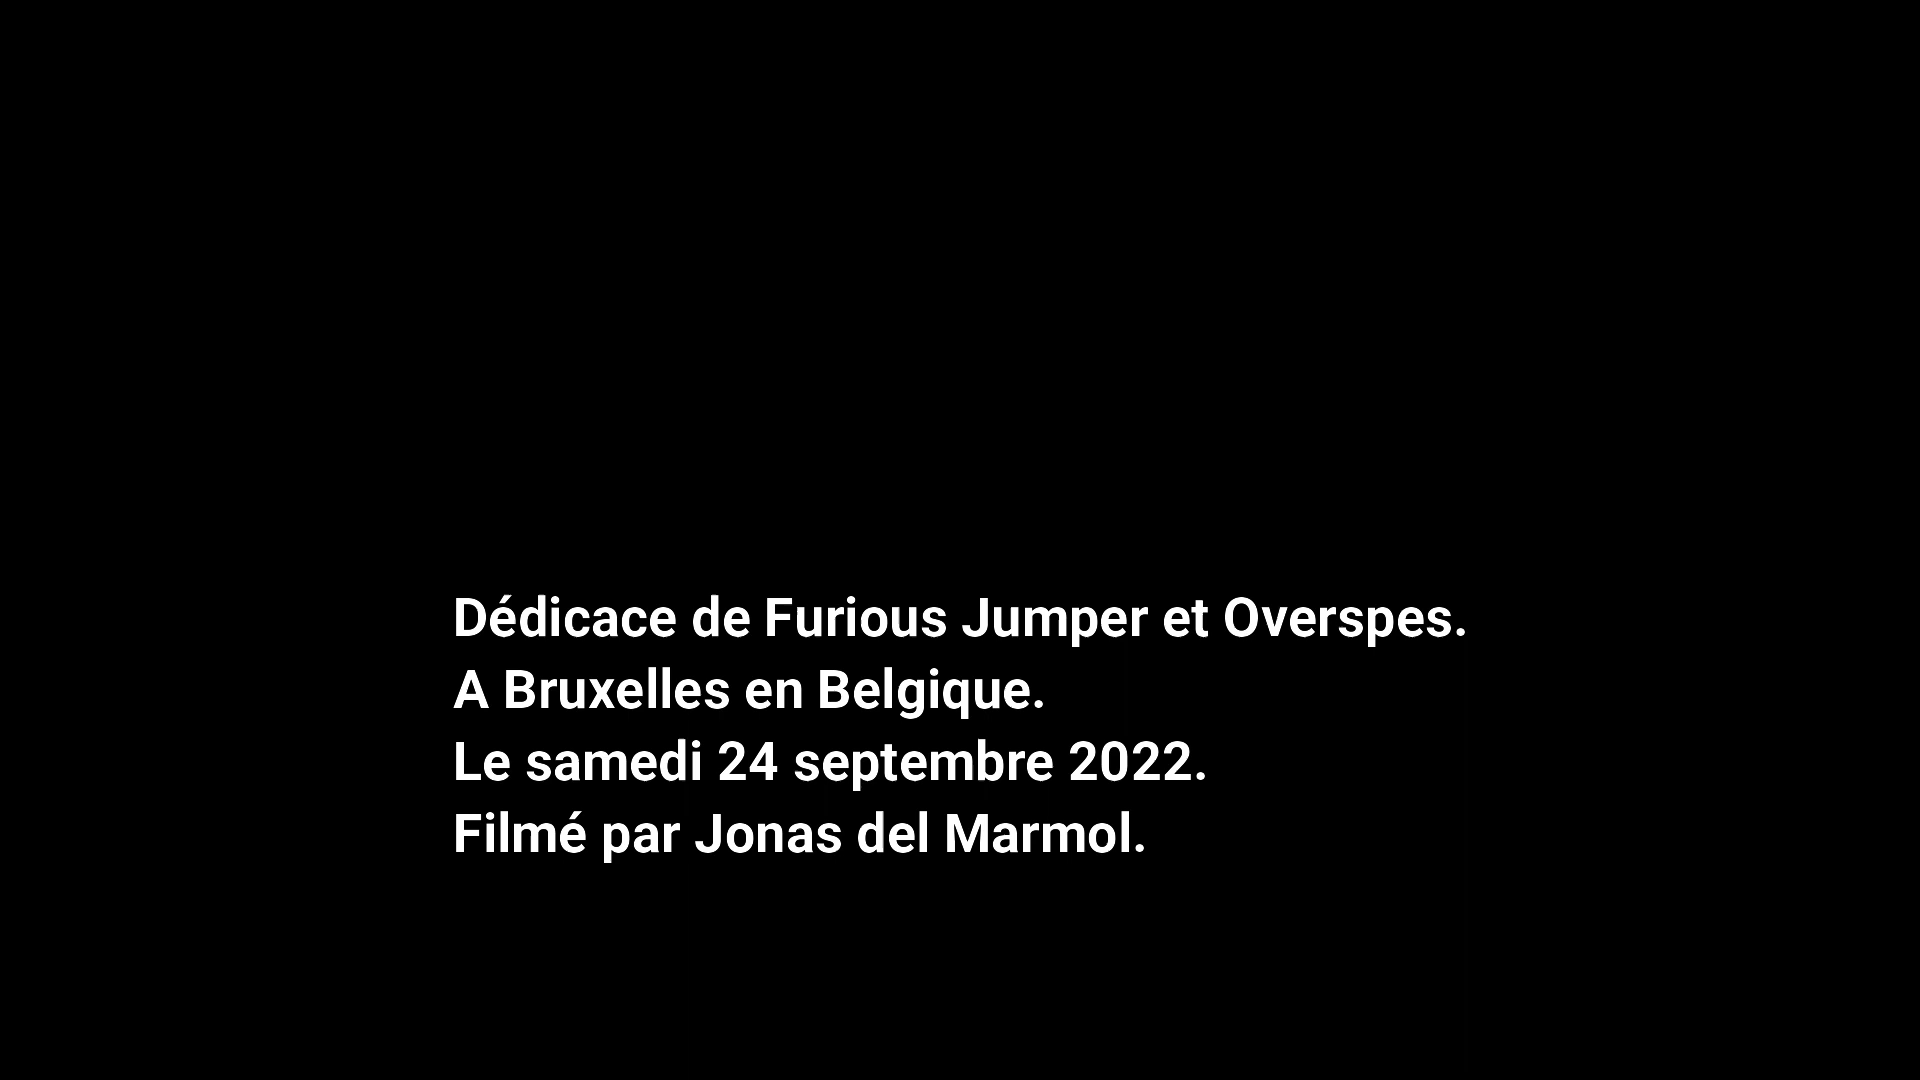 Dédicace de Furious Jumper et Overspes.
A Bruxelles en Belgique.
Le samedi 24 septembre 2022.
Filmé par Jonas del Marmol.